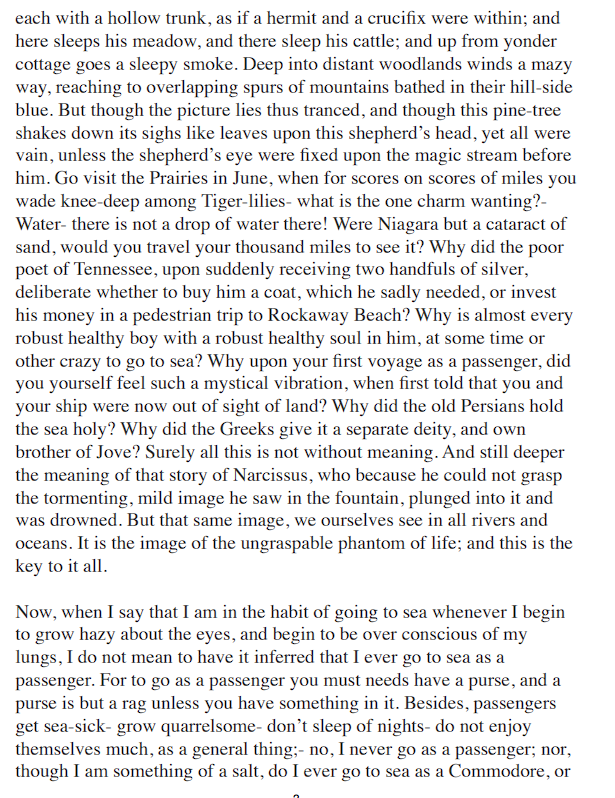 each with a hollow trunk, as if a hermit and a crucifix were within; and
here sleeps his meadow, and there sleep his cattle; and up from yonder
cottage goes a sleepy smoke. Deep into distant woodlands winds a mazy
way, reaching to overlapping spurs of mountains bathed in their hill-side
blue. But though the picture lies thus tranced, and though this pine-tree
shakes down its sighs like leaves upon this shepherd's head, yet all were
vain, unless the shepherd's eye were fixed upon the magic stream before
him. Go visit the Prairies in June, when for scores on scores of miles you
wade knee-deep among Tiger-lilies- what is the one charm wanting?-
Water- there is not a drop of water there! Were Niagara but a cataract of
sand, would you travel your thousand miles to see it? Why did the poor
poet of Tennessee, upon suddenly receiving two handfuls of silver,
deliberate whether to buy him a coat, which he sadly needed, or invest
his money in a pedestrian trip to Rockaway Beach? Why is almost every
robust healthy boy with a robust healthy soul in him, at some time or
other crazy to go to sea? Why upon your first voyage as a passenger, did
you yourself feel such a mystical vibration, when first told that you and
your ship were now out of sight of land? Why did the old Persians hold
the sea holy? Why did the Greeks give it a separate deity, and own
brother of Jove? Surely all this is not without meaning. And still deeper
the meaning of that story of Narcissus, who because he could not grasp
the tormenting, mild image he saw in the fountain, plunged into it and
was drowned. But that same image, we ourselves see in all rivers and
oceans. It is the image of the ungraspable phantom of life; and this is the
key to it all.
Now, when I say that I am in the habit of going to sea whenever I begin
to grow hazy about the eyes, and begin to be over conscious of my
lungs, I do not mean to have it inferred that I ever go to sea as a
passenger. For to go as a passenger you must needs have a purse, and a
purse is but a rag unless you have something in it. Besides, passengers
get sea-sick- grow quarrelsome- don't sleep of nights- do not enjoy
themselves much, as a general thing;- no, I never go as a passenger; nor,
though I am something of a salt, do I ever go to sea as a Commodore, or